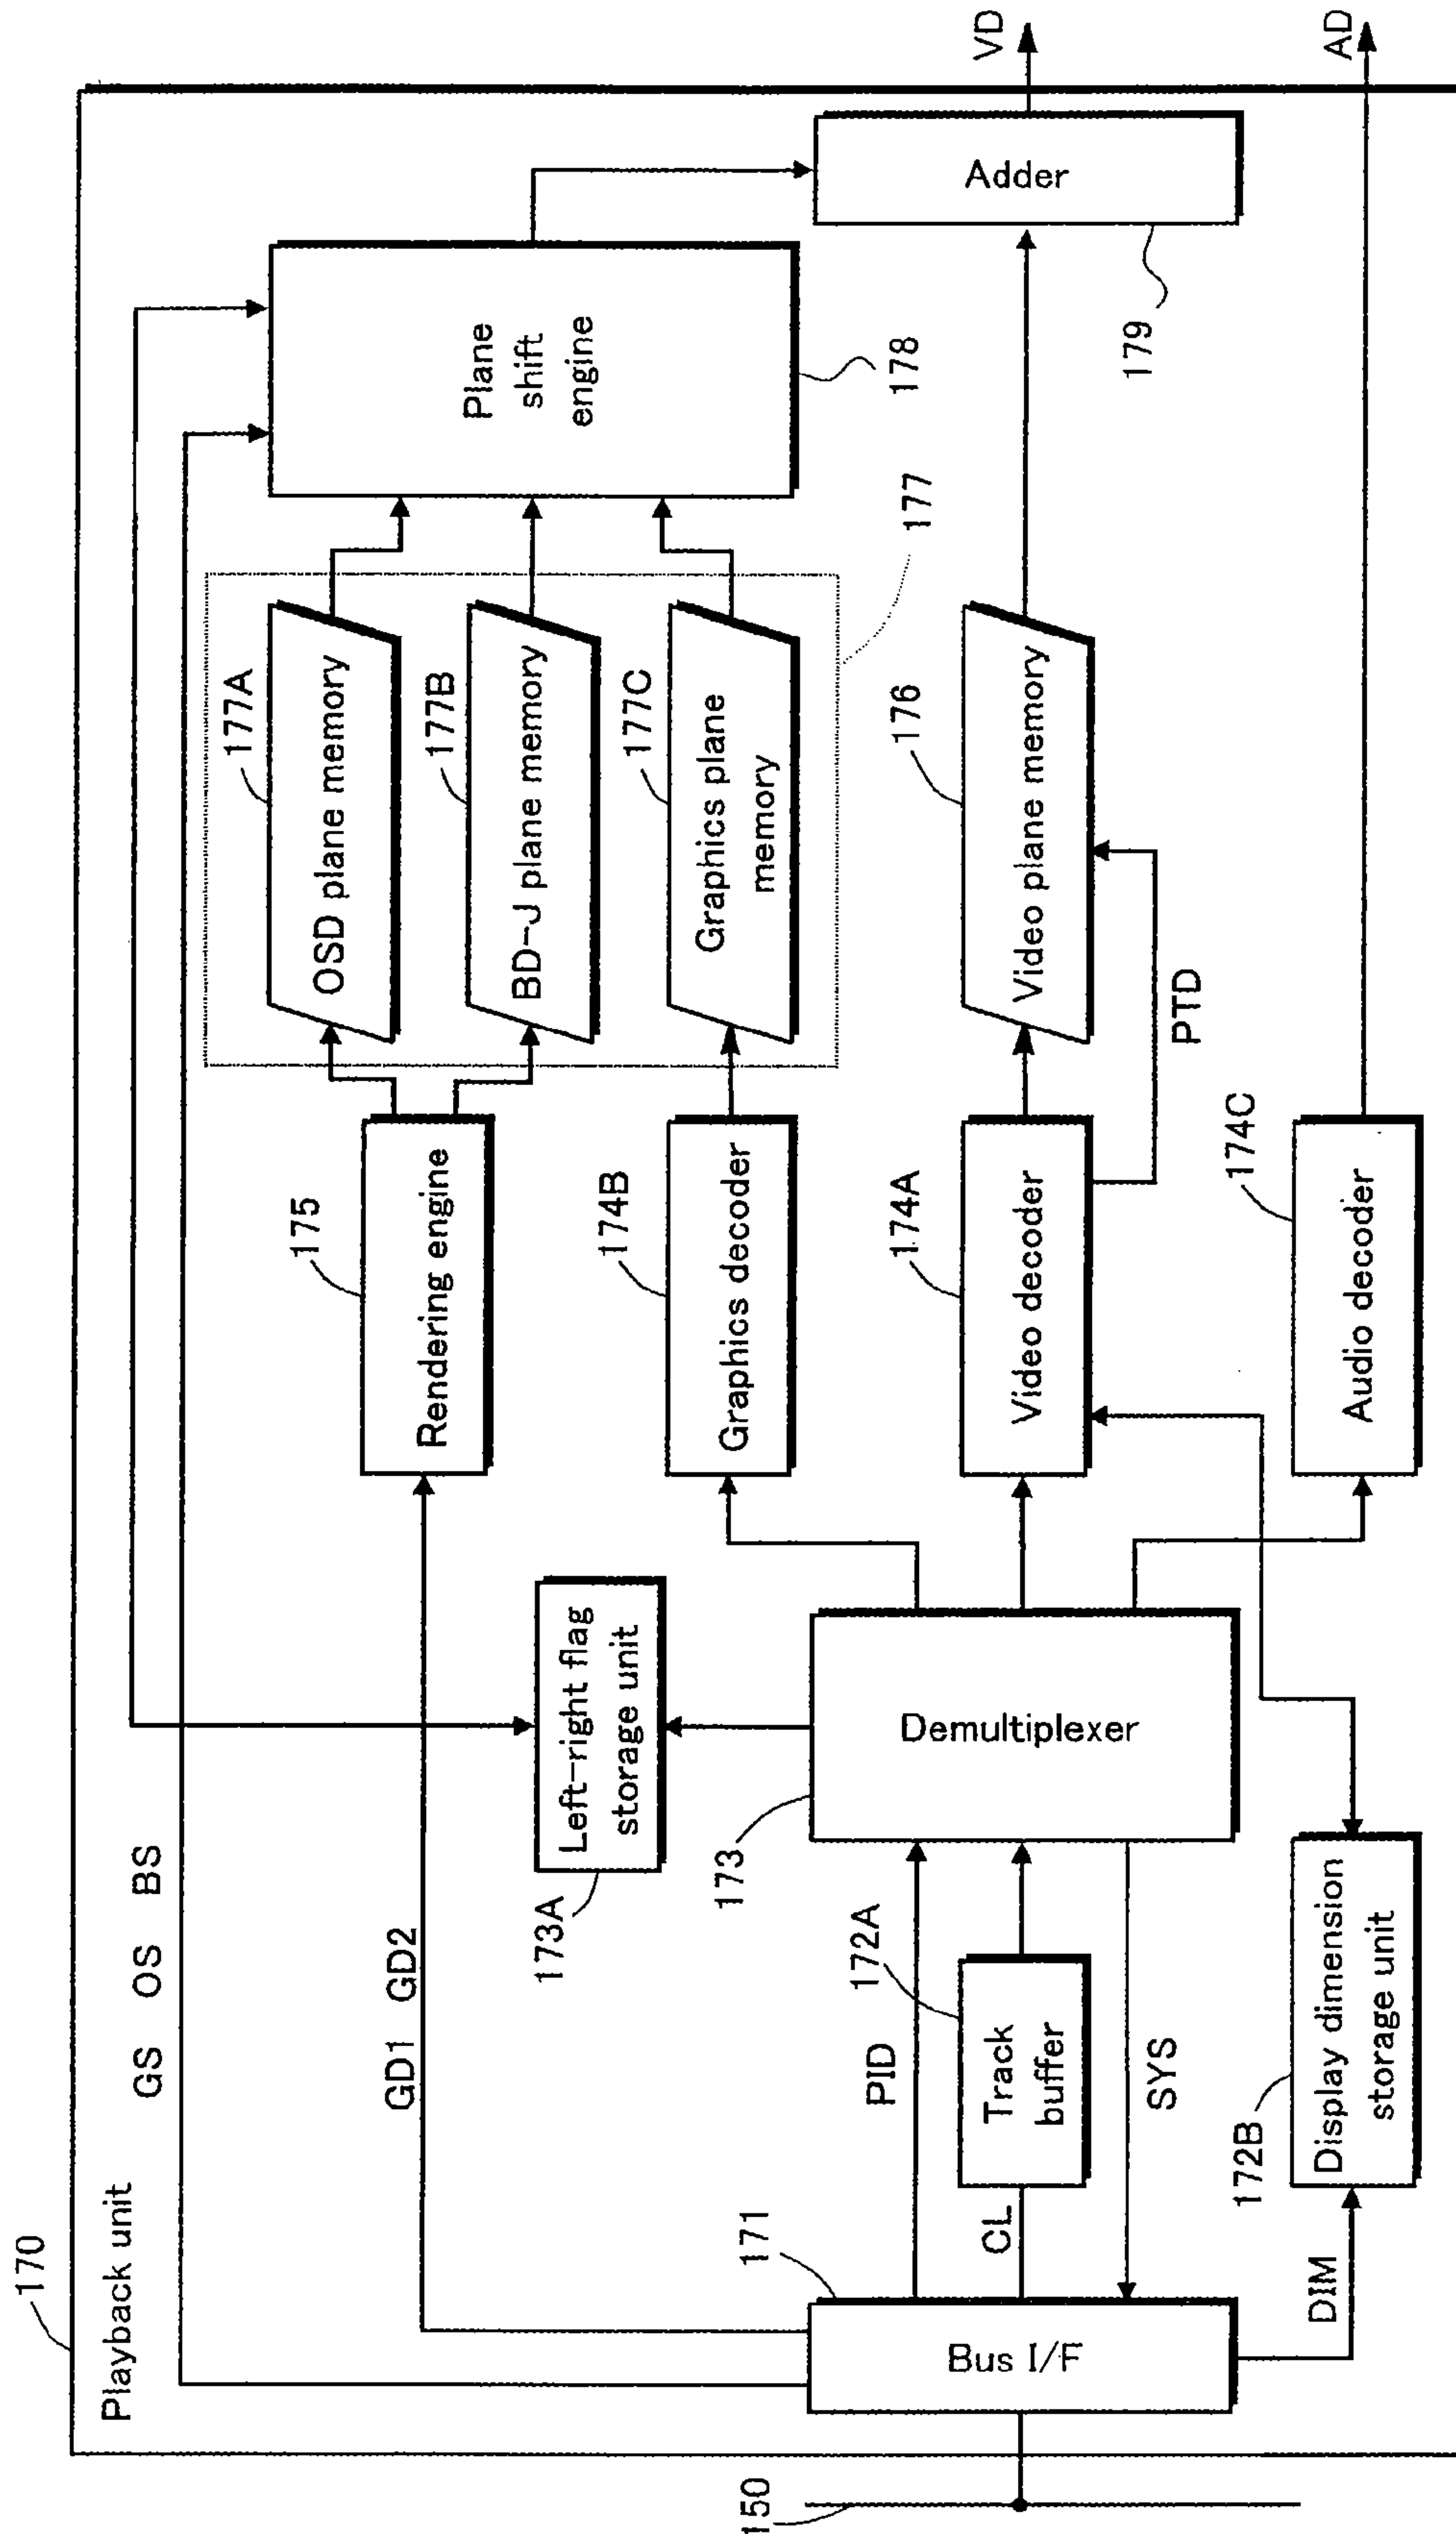 170
Playback unit
GS OS BS
GD1 GD2
175
Rendering engine
177A
OSD plane memory
177B
BD-J plane memory
177C
Graphics plane
memory
177
Plane
shift
engine
178
Left-right flag
storage unit
173A
174B
Graphics decoder
174A
Video decoder
176
Video plane memory
PTD
Adder
179
VD
AD
150
Bus I/F
171
PID
CL
172A
Track
buffer
SYS
173
Demultiplexer
DIM
172B
Display dimension
storage unit
174C
Audio decoder